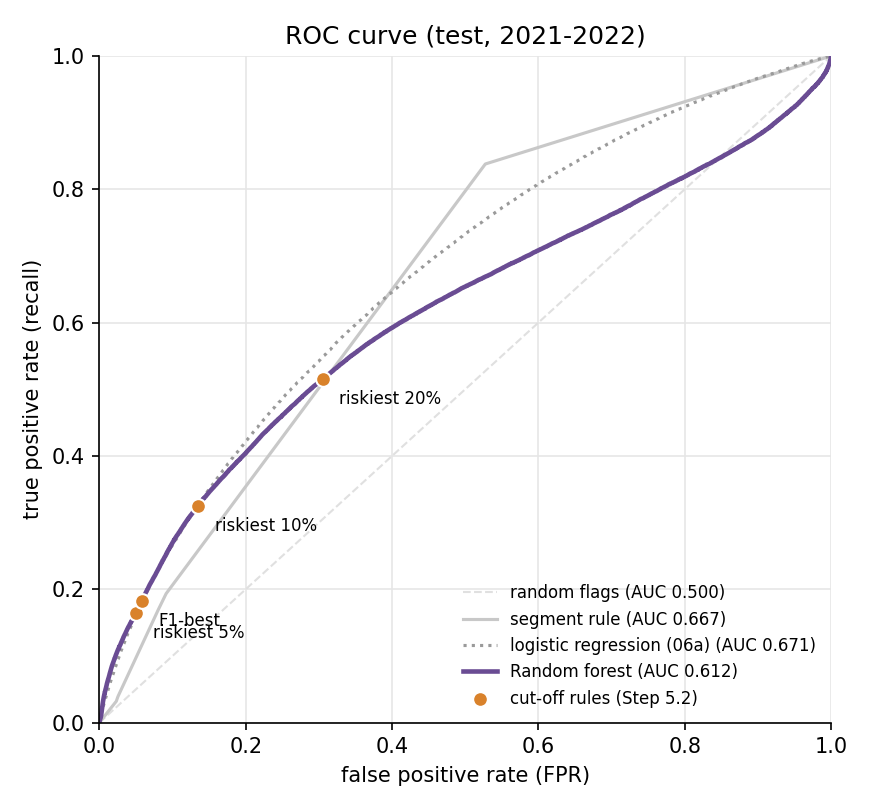 ROC curve (test, 2021-2022)
1.0
0.8
0.6
0.4
0.2
0.0
true positive rate (recall)
riskiest 20%
riskiest 10%
F1-best
riskiest 5%
random flags (AUC 0.500)
segment rule (AUC 0.667)
logistic regression (06a) (AUC 0.671)
Random forest (AUC 0.612)
cut-off rules (Step 5.2)
0.0 0.2 0.4 0.6 0.8 1.0
false positive rate (FPR)